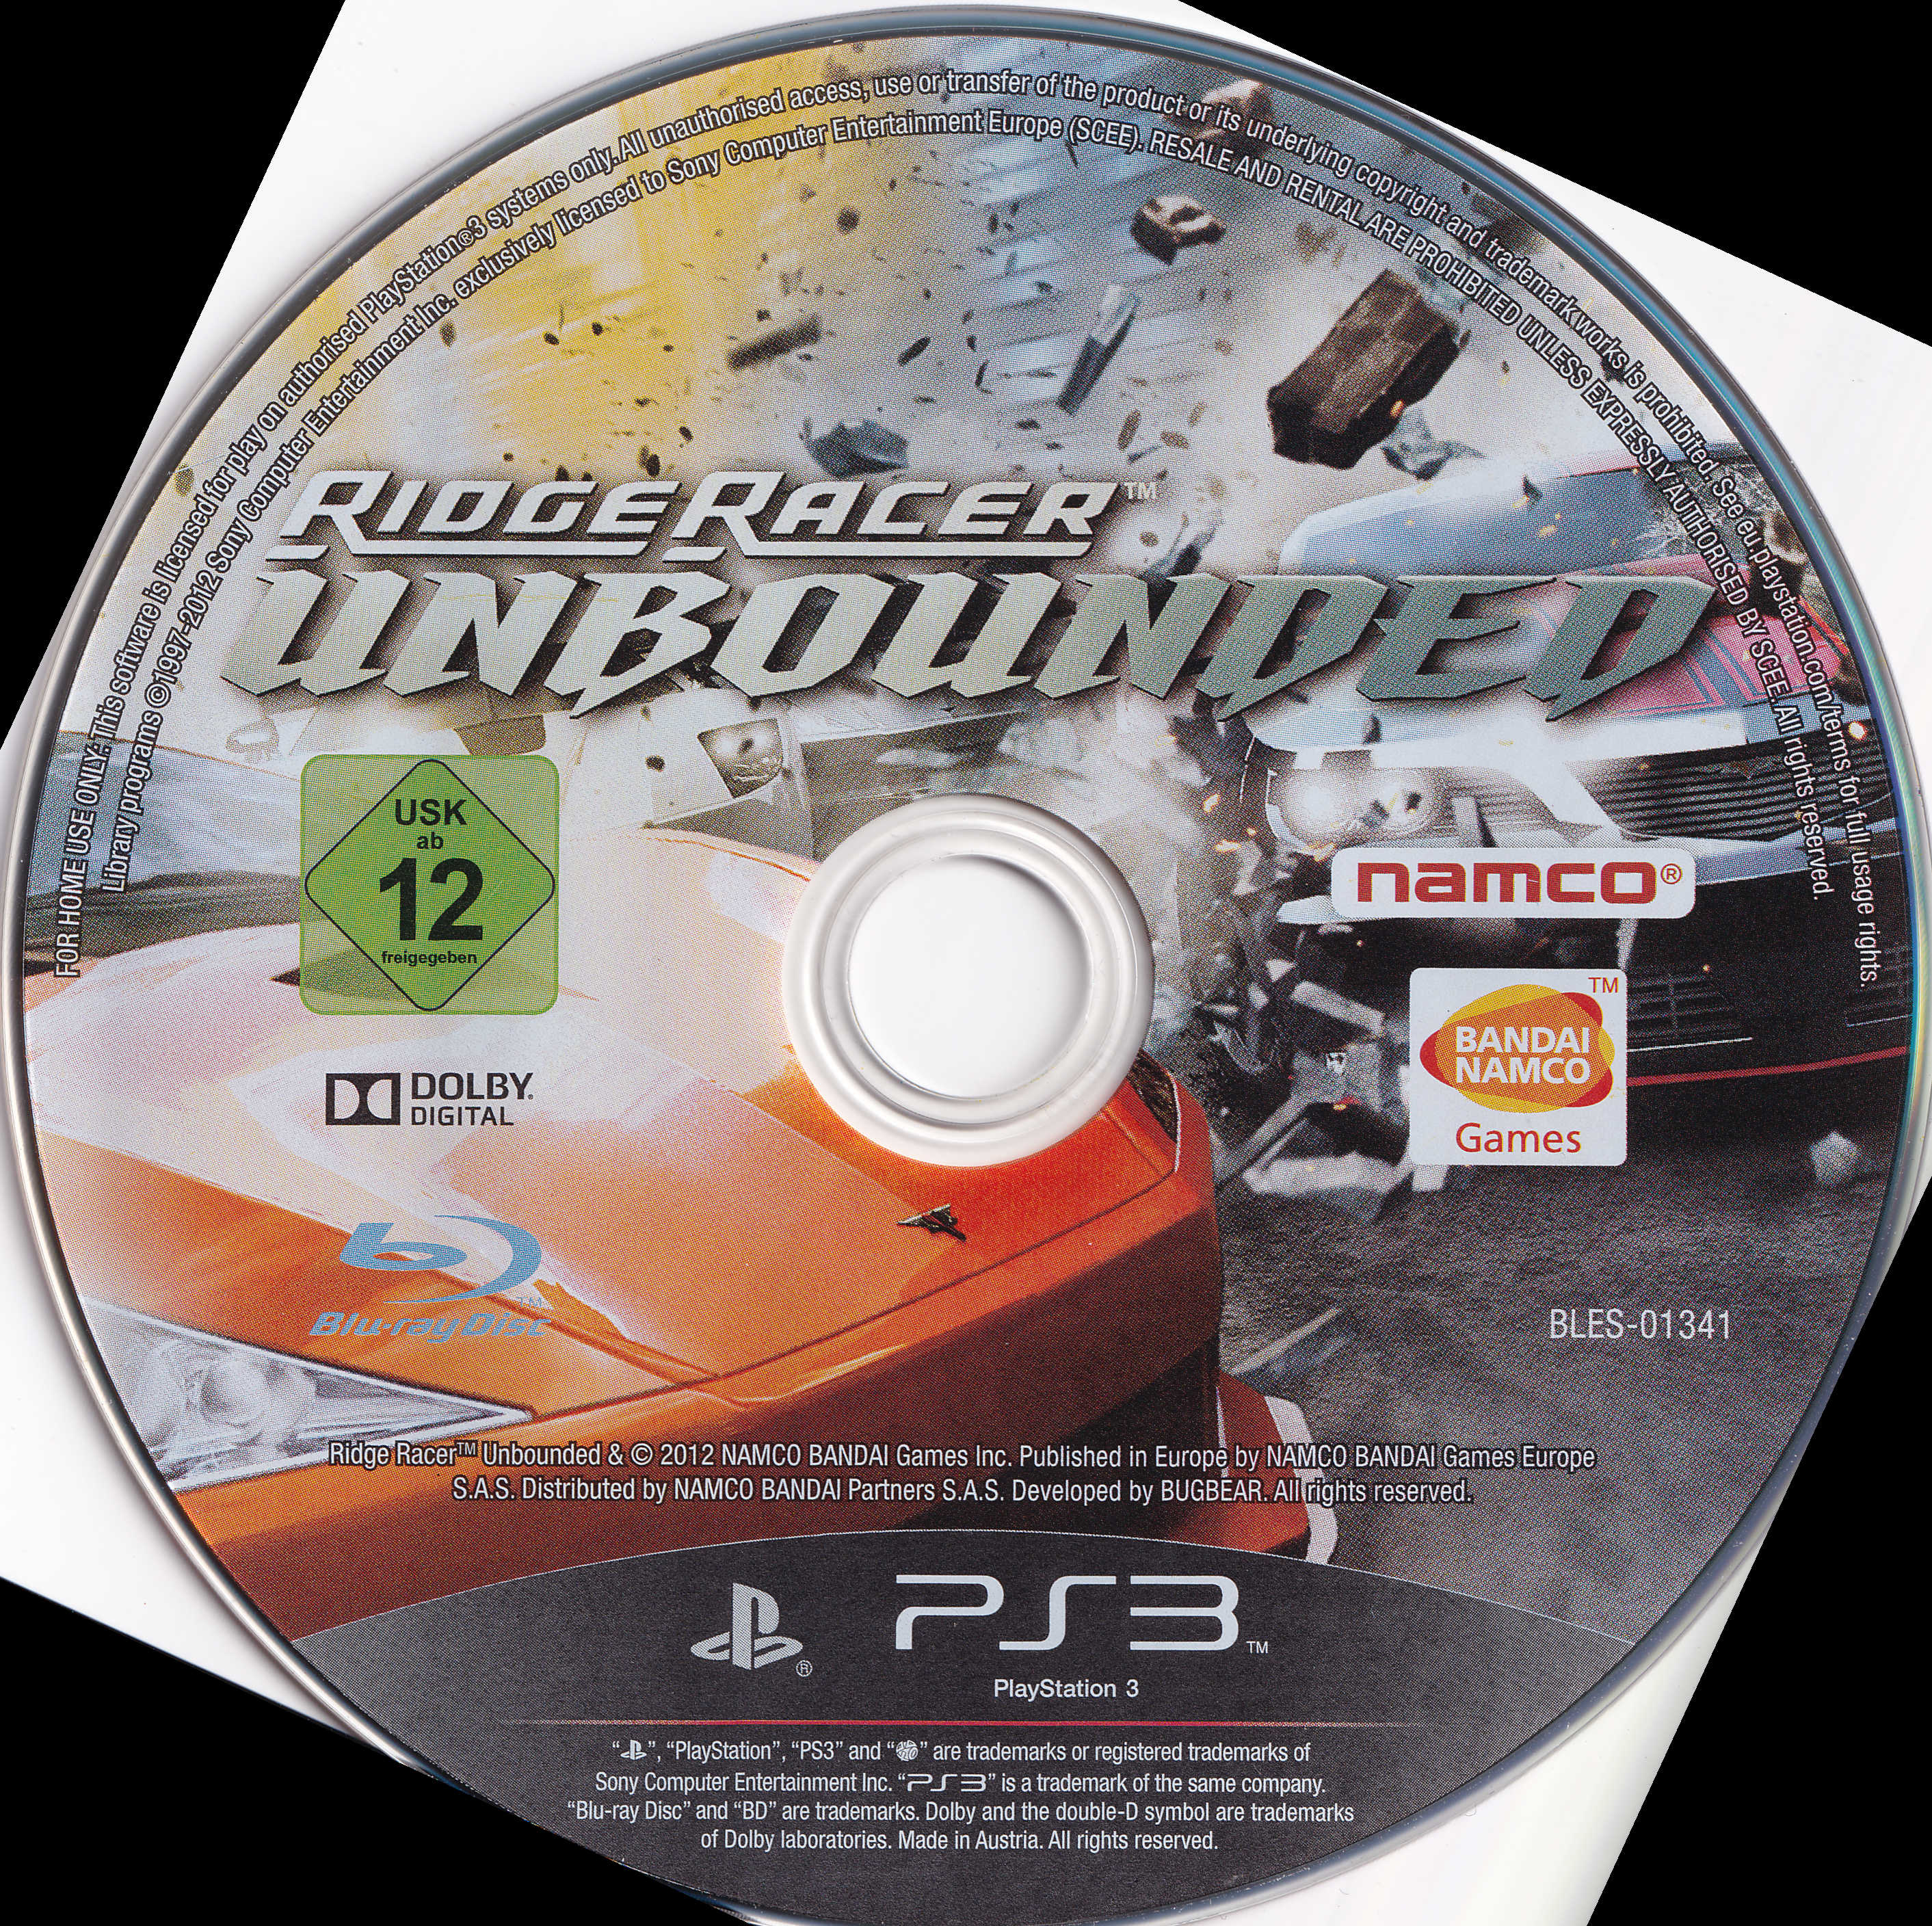 FOR HOME USE ONLY: This software is licensed for play on authorised PlayStation®3 systems only. All unauthorised access, use or transfer of the product or its underlying copyright and trademark works is prohibited. See eu.playstation.com/terms for full usage rights.
Library programs ©1997-2012 Sony Computer Entertainment Inc. exclusively licensed to Sony Computer Entertainment Europe (SCEE). RESALE AND RENTAL ARE PROHIBITED UNLESS EXPRESSLY AUTHORISED BY SCEE. All rights reserved.
RIDGE RACER™
UNBOUNDED
USK
ab
12
freigegeben
namco®
DOLBY®
DIGITAL
BANDAI
NAMCO
™
Games
Blu-ray Disc™
BLES-01341
Ridge Racer™ Unbounded & © 2012 NAMCO BANDAI Games Inc. Published in Europe by NAMCO BANDAI Games Europe
S.A.S. Distributed by NAMCO BANDAI Partners S.A.S. Developed by BUGBEAR. All rights reserved.
® PS3™
PlayStation 3
“ ”, “PlayStation”, “PS3” and “ ” are trademarks or registered trademarks of
Sony Computer Entertainment Inc. “PS3” is a trademark of the same company.
“Blu-ray Disc” and “BD” are trademarks. Dolby and the double-D symbol are trademarks
of Dolby laboratories. Made in Austria. All rights reserved.